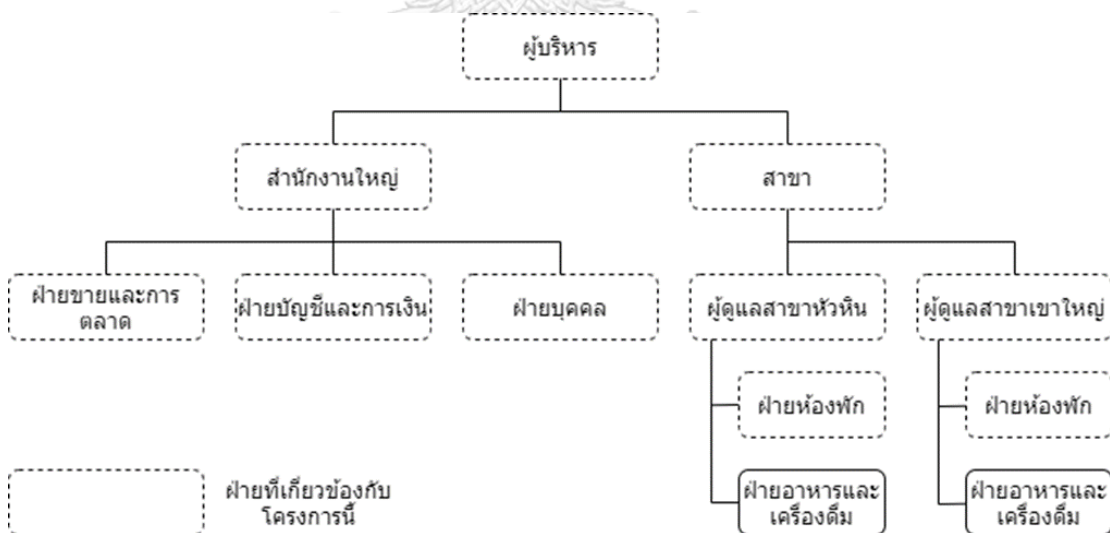 ผู้บริหาร
สำนักงานใหญ่
สาขา
ฝ่ายขายและการ
ตลาด
ฝ่ายบัญชีและการเงิน
ฝ่ายบุคคล
ผู้ดูแลสาขาหัวหิน
ผู้ดูแลสาขาเขาใหญ่
ฝ่ายห้องพัก
ฝ่ายห้องพัก
ฝ่ายที่เกี่ยวข้องกับ
โครงการนี้
ฝ่ายอาหารและ
เครื่องดื่ม
ฝ่ายอาหารและ
เครื่องดื่ม